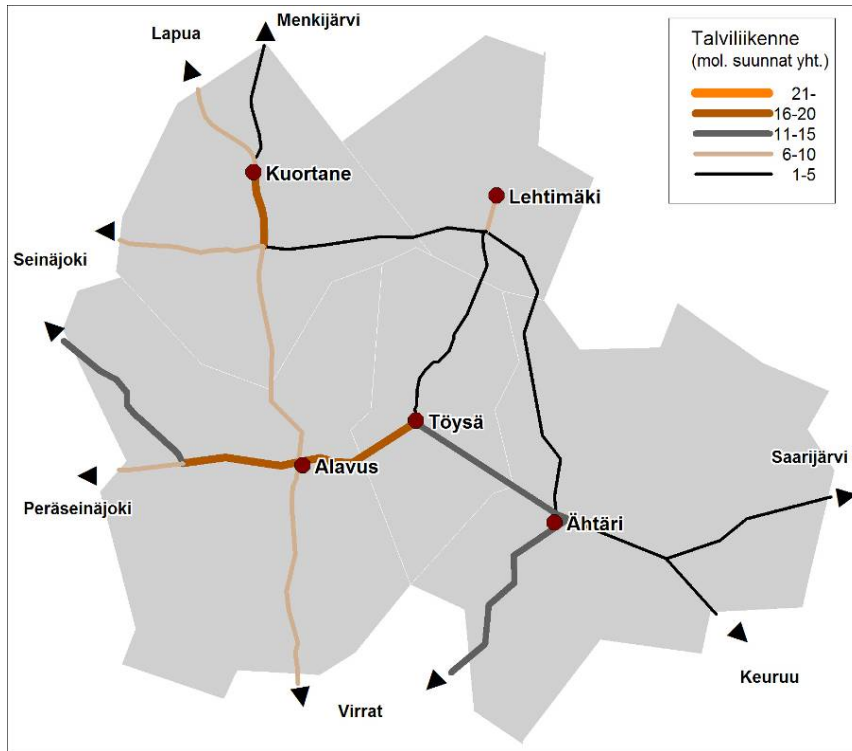 Menkijärvi
Lapua
Talviliikenne
(mol. suunnat yht.)
21-
16-20
11-15
6-10
1-5
Kuortane
Lehtimäki
Seinäjoki
Töysä
Alavus
Saarijärvi
Peräseinäjoki
Ähtäri
Keuruu
Virrat